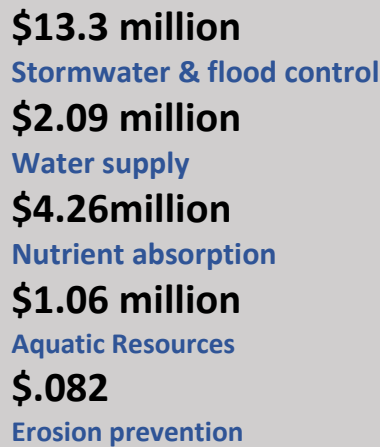 $13.3 million
Stormwater & flood control
$2.09 million
Water supply
$4.26million
Nutrient absorption
$1.06 million
Aquatic Resources
$.082
Erosion prevention